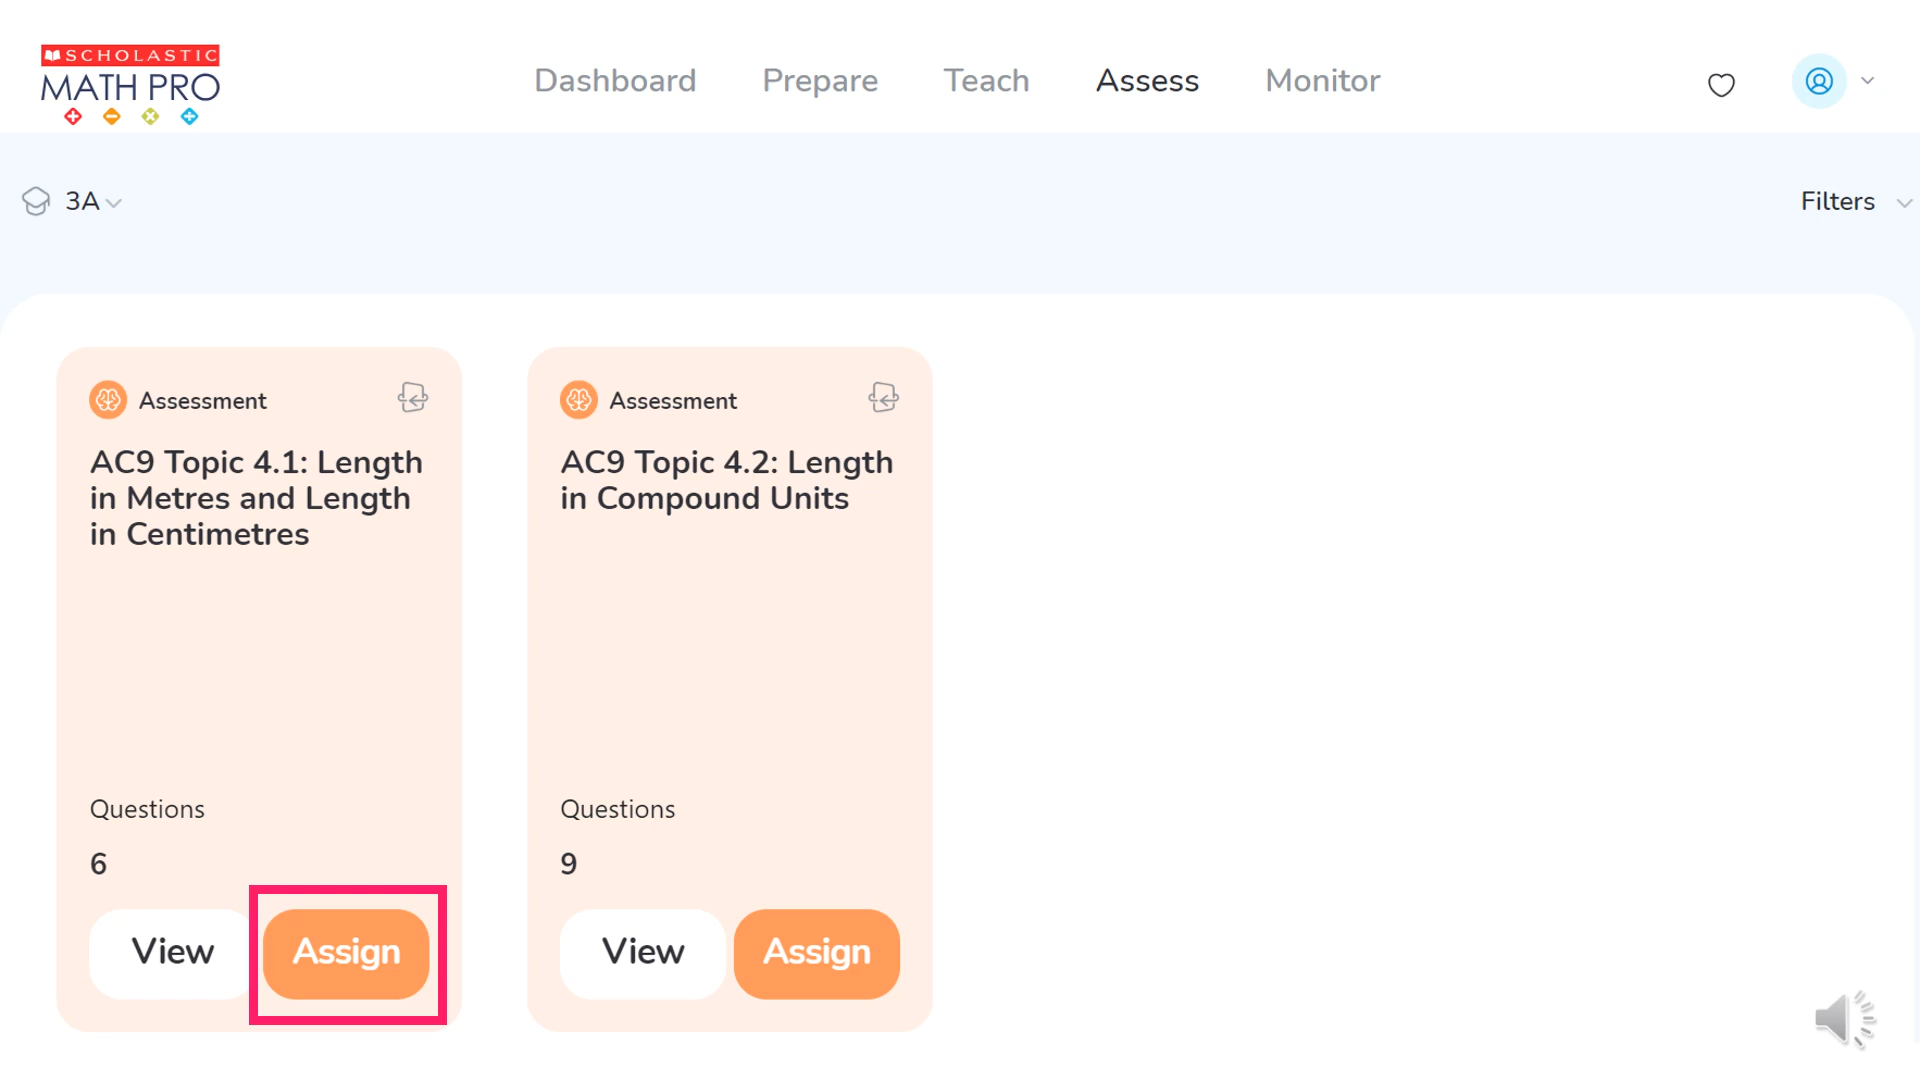 SCHOLASTIC
MATH PRO
Dashboard Prepare Teach Assess Monitor
3A
Filters
Assessment
AC9 Topic 4.1: Length
in Metres and Length
in Centimetres
Questions
6
View Assign
Assessment
AC9 Topic 4.2: Length
in Compound Units
Questions
9
View Assign